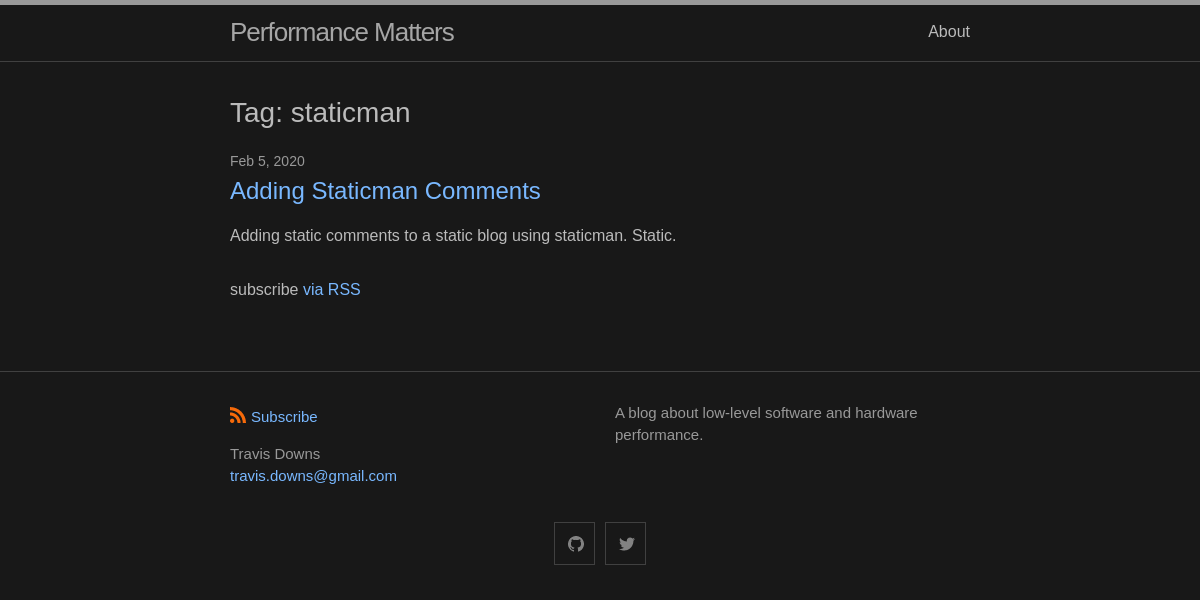 Performance Matters
About
Tag: staticman
Feb 5, 2020
Adding Staticman Comments
Adding static comments to a static blog using staticman. Static.
subscribe via RSS
Subscribe
Travis Downs
travis.downs@gmail.com
A blog about low-level software and hardware
performance.